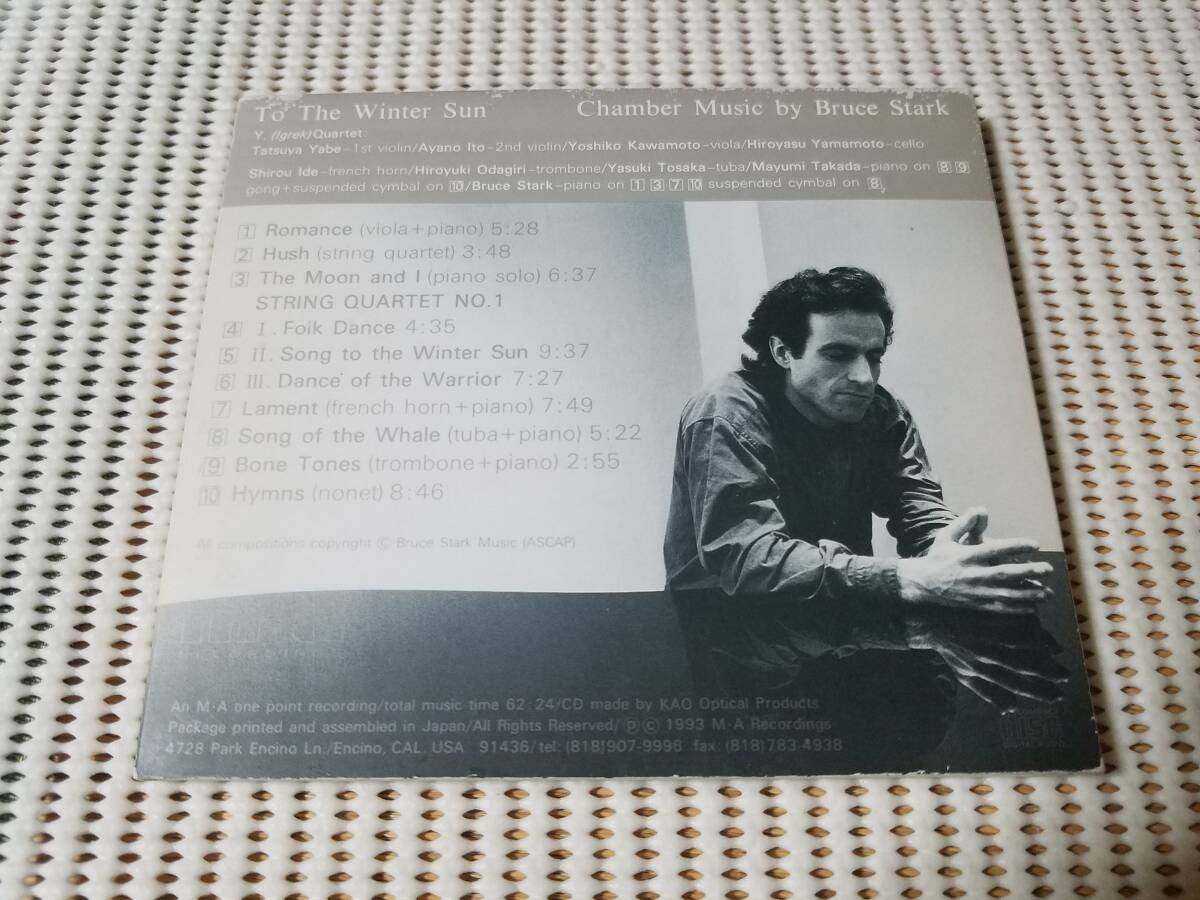 To The Winter Sun Chamber Music by Bruce Stark
Y. (Igrek)Quartet:
Tatsuya Yabe–1st violin/Ayano Ito–2nd violin/Yoshiko Kawamoto–viola/Hiroyasu Yamamoto–cello
Shirou Ide–french horn/Hiroyuki Odagiri–trombone/Yasuki Tosaka–tuba/Mayumi Takada–piano on 8 9
gong+suspended cymbal on 10/Bruce Stark–piano on 1 3 7 10 suspended cymbal on 8
1 Romance (viola+piano) 5:28
2 Hush (string quartet) 3:48
3 The Moon and I (piano solo) 6:37
STRING QUARTET NO.1
4 I. Foik Dance 4:35
5 II. Song to the Winter Sun 9:37
6 III. Dance of the Warrior 7:27
7 Lament (french horn+piano) 7:49
8 Song of the Whale (tuba+piano) 5:22
9 Bone Tones (trombone+piano) 2:55
10 Hymns (nonet) 8:46
All compositions copyright © Bruce Stark Music (ASCAP)
An M·A one point recording/total music time 62:24/CD made by KAO Optical Products
Package printed and assembled in Japan/All Rights Reserved/ ⓟ © 1993 M·A Recordings
4728 Park Encino Ln./Encino, CAL. USA 91436/tel: (818)907-9996 fax: (818)783-4938
DIGITAL AUDIO